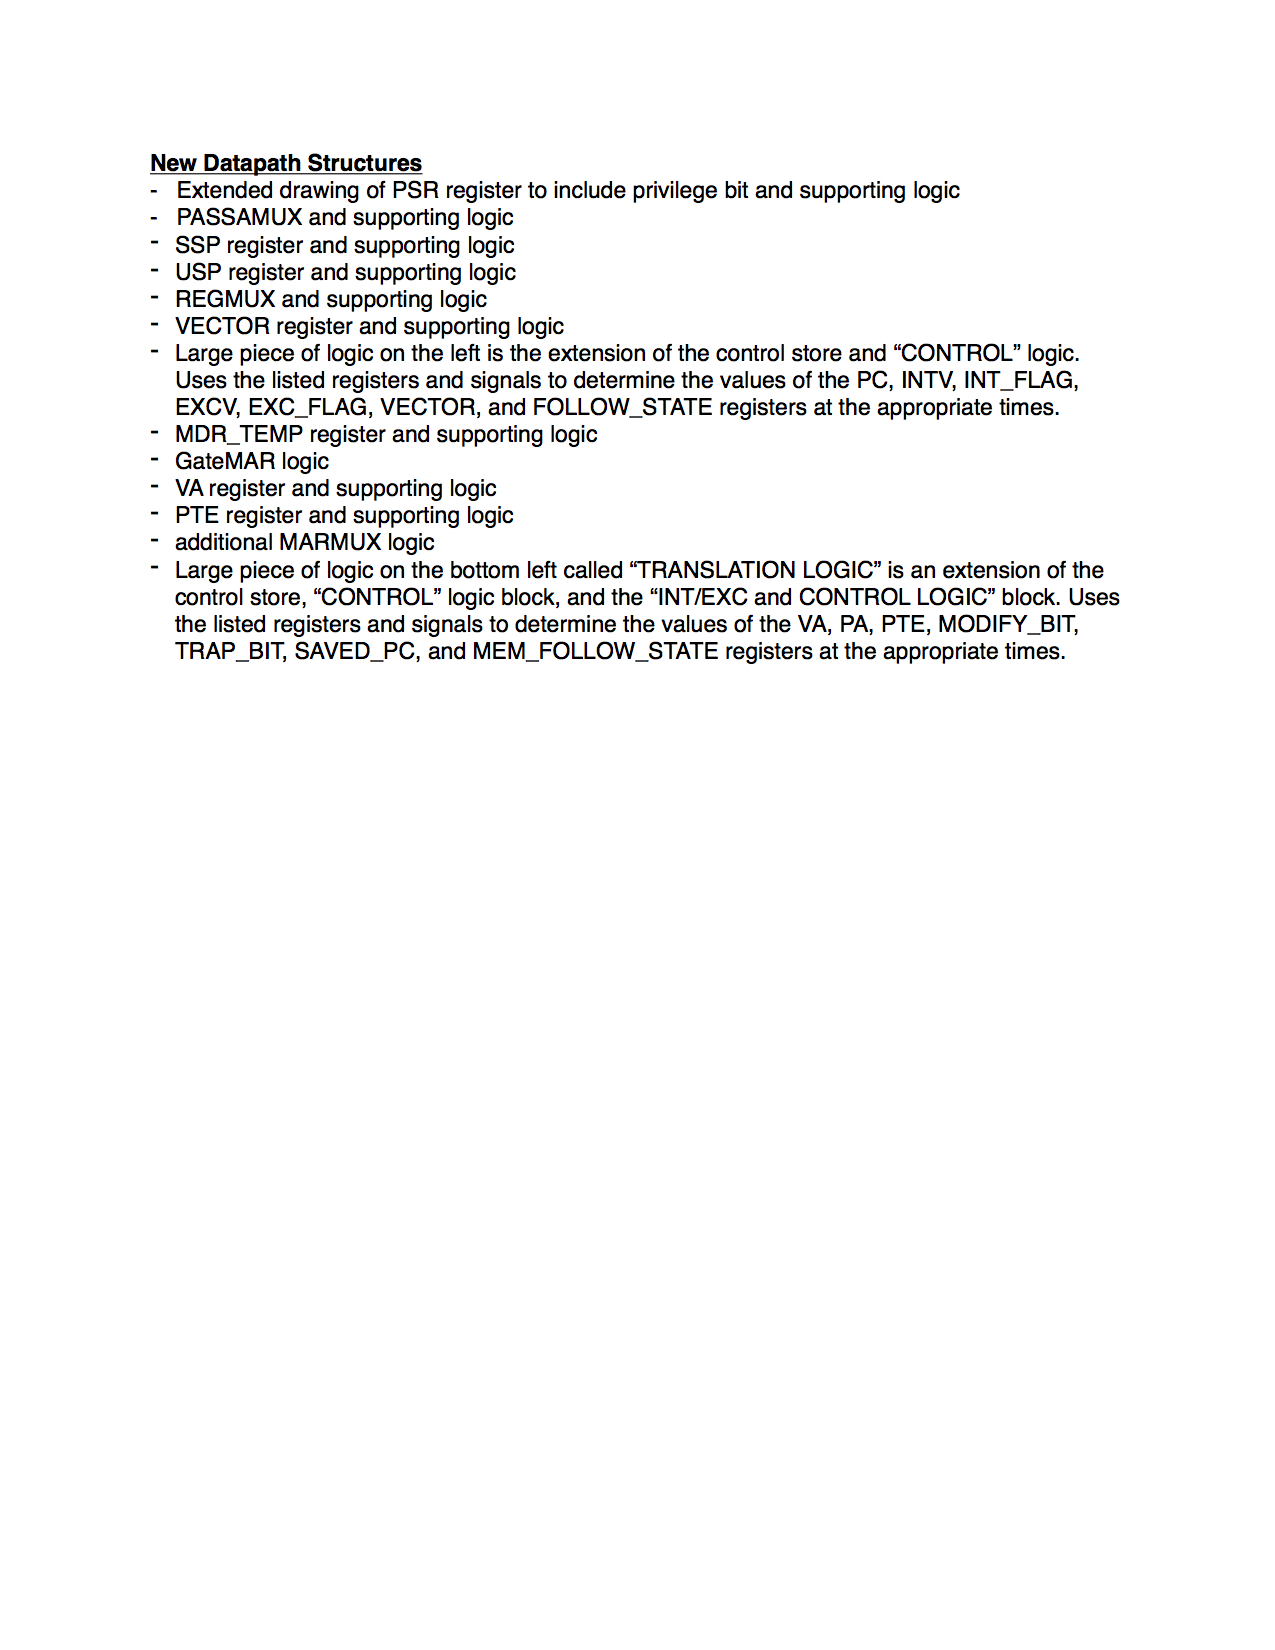 New Datapath Structures
- Extended drawing of PSR register to include privilege bit and supporting logic
- PASSAMUX and supporting logic
- SSP register and supporting logic
- USP register and supporting logic
- REGMUX and supporting logic
- VECTOR register and supporting logic
- Large piece of logic on the left is the extension of the control store and “CONTROL” logic.
Uses the listed registers and signals to determine the values of the PC, INTV, INT_FLAG,
EXCV, EXC_FLAG, VECTOR, and FOLLOW_STATE registers at the appropriate times.
- MDR_TEMP register and supporting logic
- GateMAR logic
- VA register and supporting logic
- PTE register and supporting logic
- additional MARMUX logic
- Large piece of logic on the bottom left called “TRANSLATION LOGIC” is an extension of the
control store, “CONTROL” logic block, and the “INT/EXC and CONTROL LOGIC” block. Uses
the listed registers and signals to determine the values of the VA, PA, PTE, MODIFY_BIT,
TRAP_BIT, SAVED_PC, and MEM_FOLLOW_STATE registers at the appropriate times.